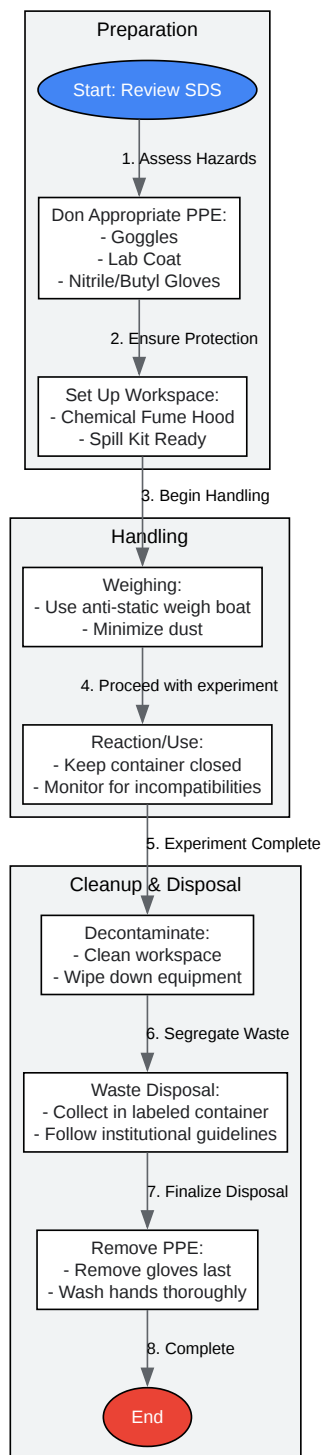 Preparation
Start: Review SDS
1. Assess Hazards
Don Appropriate PPE:
- Goggles
- Lab Coat
- Nitrile/Butyl Gloves
2. Ensure Protection
Set Up Workspace:
- Chemical Fume Hood
- Spill Kit Ready
3. Begin Handling
Handling
Weighing:
- Use anti-static weigh boat
- Minimize dust
4. Proceed with experiment
Reaction/Use:
- Keep container closed
- Monitor for incompatibilities
5. Experiment Complete
Cleanup & Disposal
Decontaminate:
- Clean workspace
- Wipe down equipment
6. Segregate Waste
Waste Disposal:
- Collect in labeled container
- Follow institutional guidelines
7. Finalize Disposal
Remove PPE:
- Remove gloves last
- Wash hands thoroughly
8. Complete
End